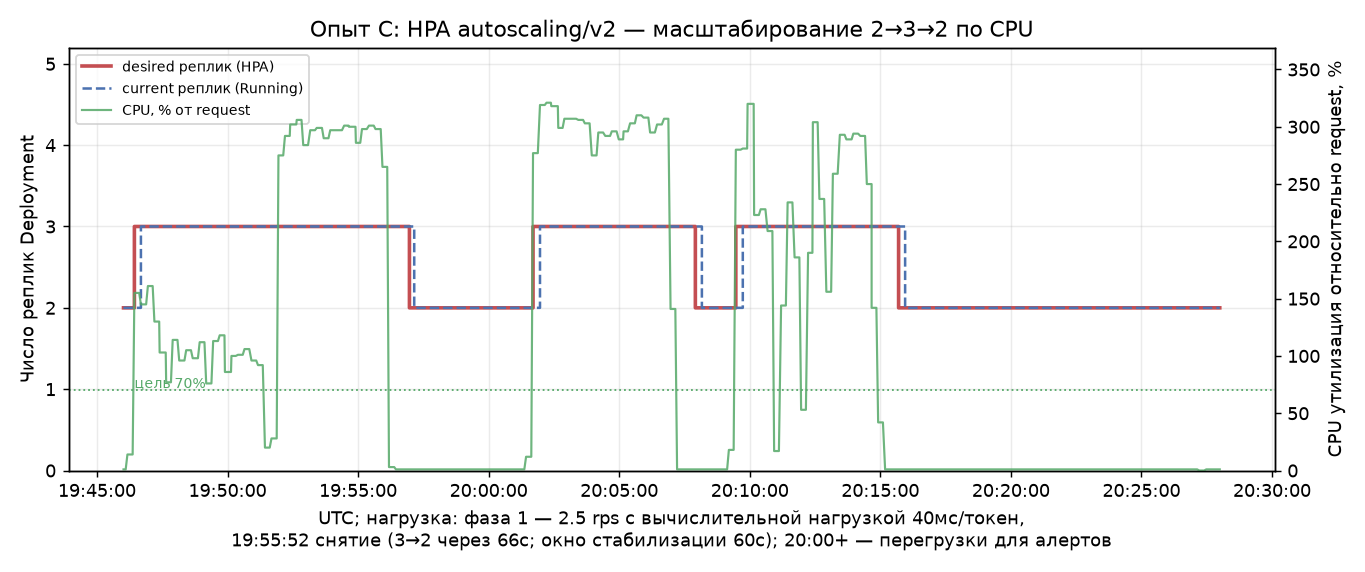 Опыт C: HPA autoscaling/v2 — масштабирование 2→3→2 по CPU
desired реплик (HPA)
current реплик (Running)
CPU, % от request
Число реплик Deployment
5
4
3
2
1
0
CPU утилизация относительно request, %
350
300
250
200
150
100
50
0
цель 70%
19:45:00 19:50:00 19:55:00 20:00:00 20:05:00 20:10:00 20:15:00 20:20:00 20:25:00 20:30:00
UTC; нагрузка: фаза 1 — 2.5 rps с вычислительной нагрузкой 40мс/токен,
19:55:52 снятие (3→2 через 66с; окно стабилизации 60с); 20:00+ — перегрузки для алертов